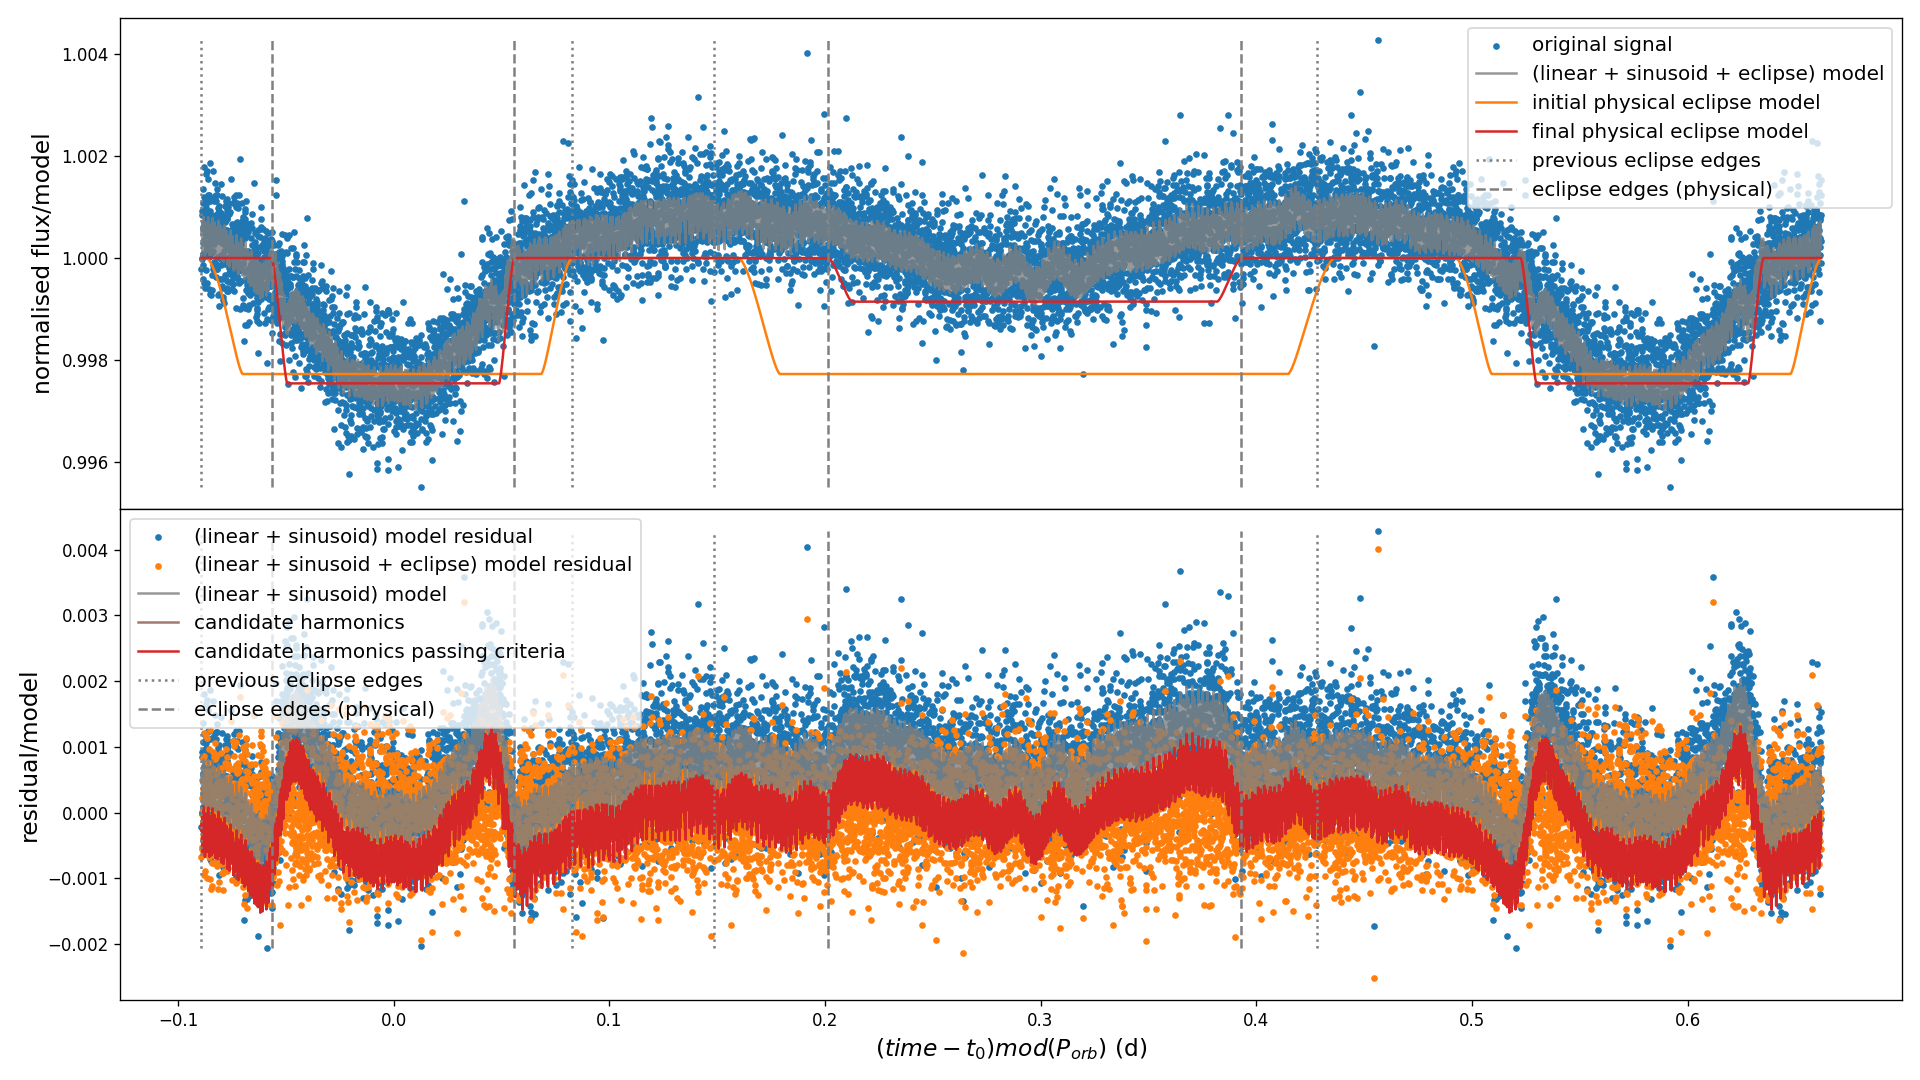 1.004
1.002
1.000
0.998
0.996
normalised flux/model
original signal
(linear + sinusoid + eclipse) model
initial physical eclipse model
final physical eclipse model
previous eclipse edges
eclipse edges (physical)
0.004
0.003
0.002
0.001
0.000
−0.001
−0.002
residual/model
(linear + sinusoid) model residual
(linear + sinusoid + eclipse) model residual
(linear + sinusoid) model
candidate harmonics
candidate harmonics passing criteria
previous eclipse edges
eclipse edges (physical)
−0.1 0.0 0.1 0.2 0.3 0.4 0.5 0.6
(time − t₀)mod(Pₒᵣᵦ) (d)